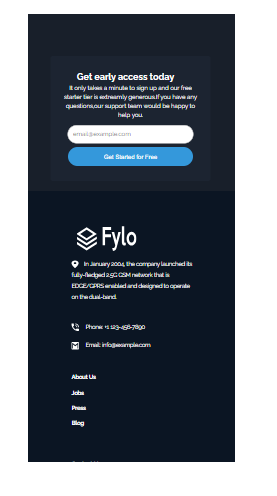 Get early access today
It only takes a minute to sign up and our free
starter tier is extreamly generous.If you have any
questions,our support team would be happy to
help you.
email@example.com
Get Started for Free
Fylo
In January 2004, the company launched its
fully-fledged 2.5G GSM network that is
EDGE/GPRS enabled and designed to operate
on the dual-band.
Phone: +1 123-456-7890
Email: info@example.com
About Us
Jobs
Press
Blog